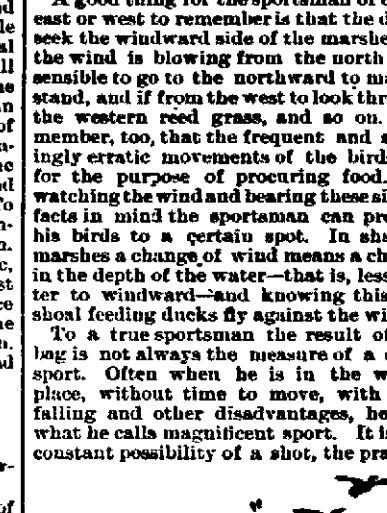 A good thing for the sportsman of
east or west to remember is that the d
seek the windward side of the marshe
the wind is blowing from the north
sensible to go to the northward to ma
stand, and if from the west to look thr
the western reed grass, and so on.
member, too, that the frequent and s
ingly erratic movements of the bird
for the purpose of procuring food.
watching the wind and bearing these si
facts in mind the sportsman can pre
his birds to a certain spot. In sha
marshes a change of wind means a ch
in the depth of the water—that is, less
ter to windward—and knowing this
shoal feeding ducks fly against the wi
To a true sportsman the result of
bag is not always the measure of a
sport. Often when he is in the w
place, without time to move, with
falling and other disadvantages, he
what he calls magnificent sport. It i
constant possibility of a shot, the pra